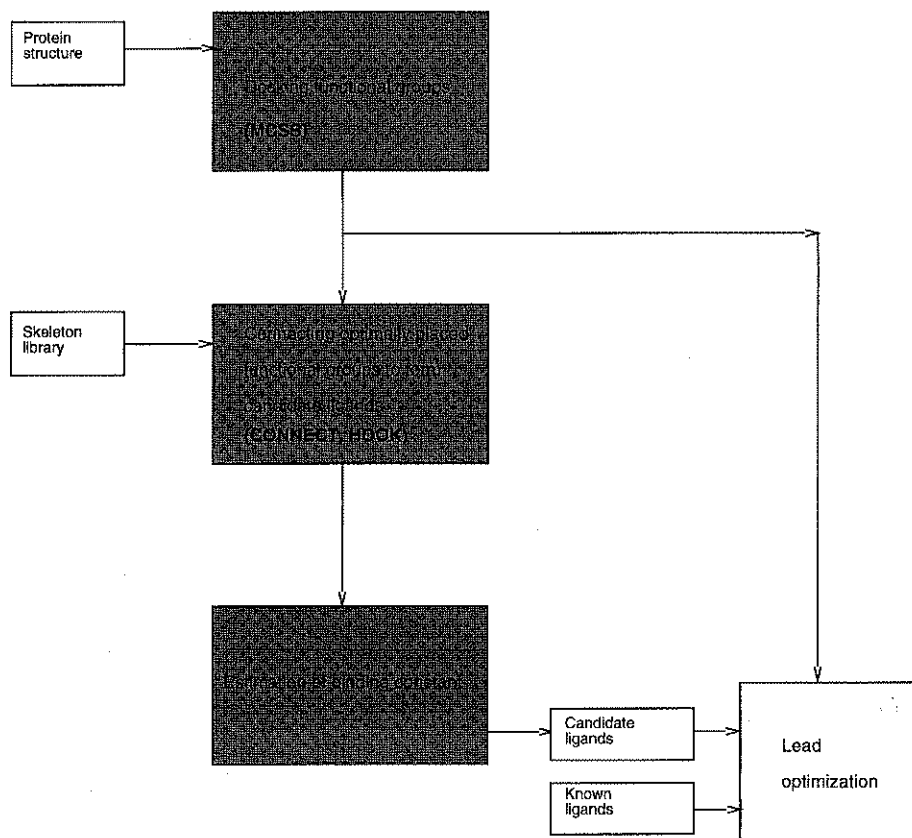 Protein
structure
docking functional groups
(MCSS)
Skeleton
library
Connecting optimally placed
functional groups to form
candidate ligands
(CONNECT, HOOK)
of binding constant
Candidate
ligands
Known
ligands
Lead
optimization